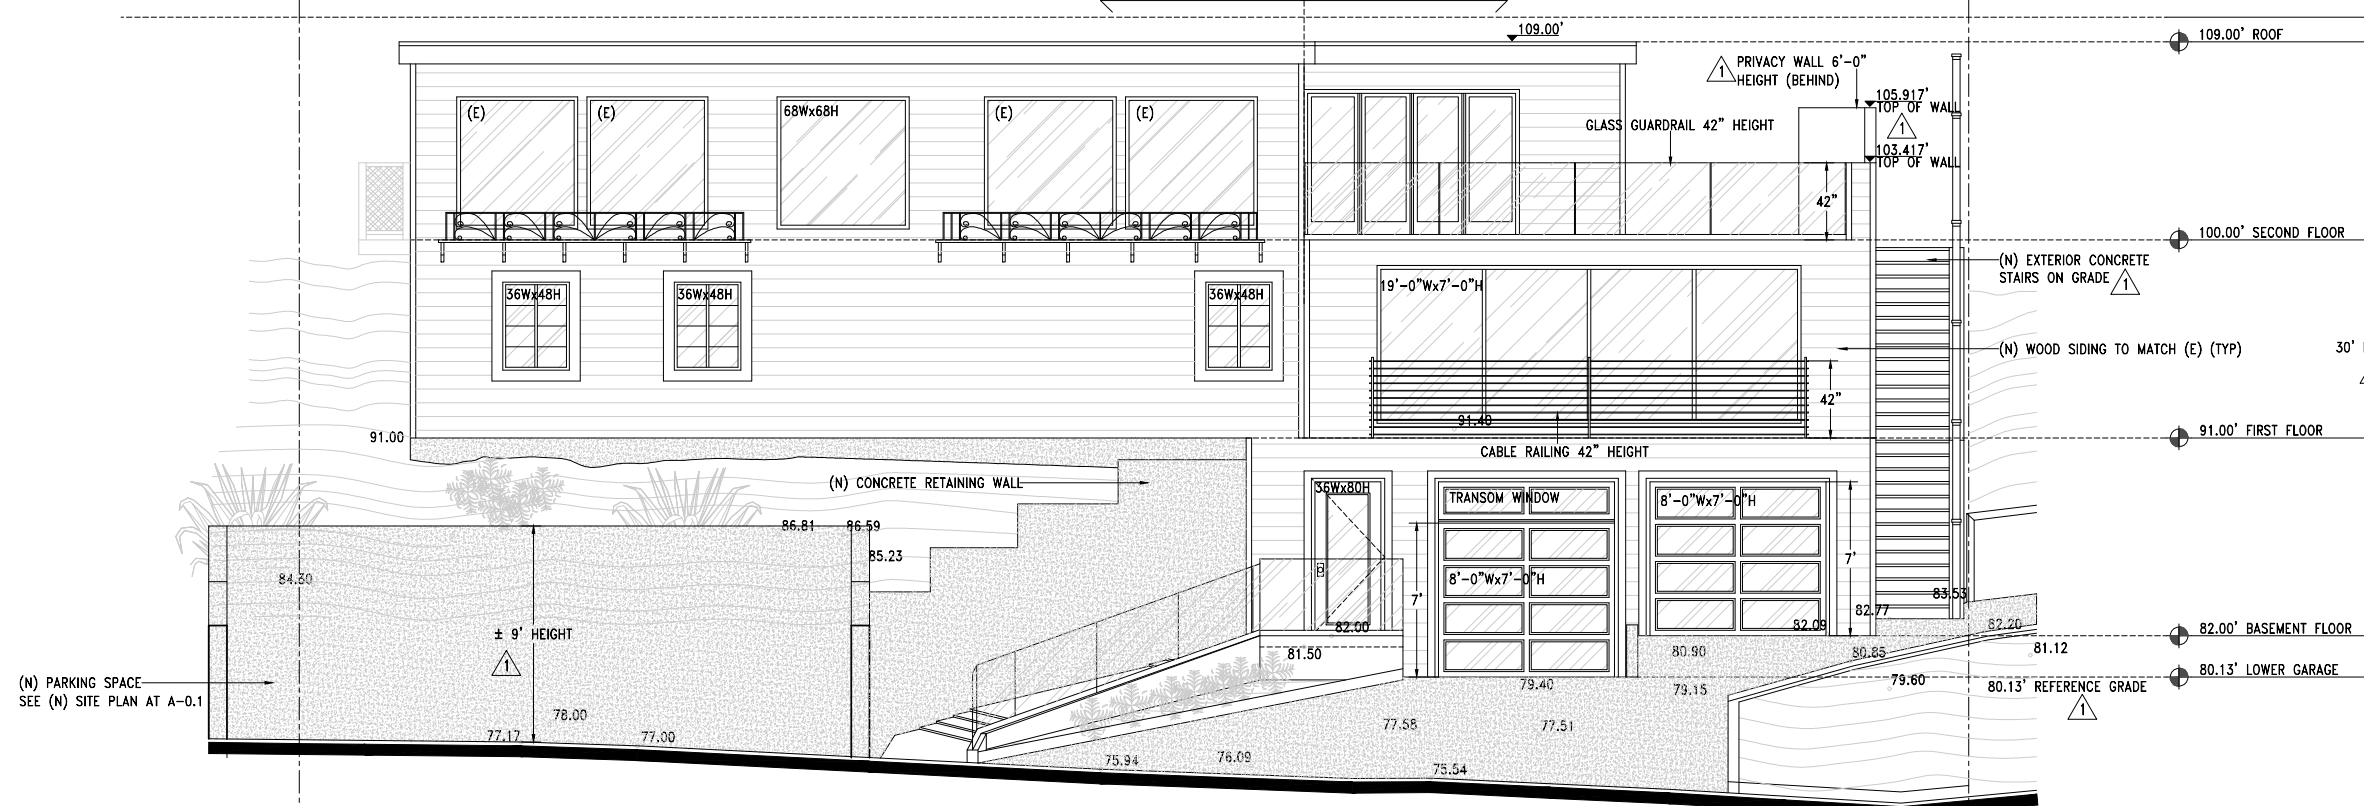 109.00'
109.00' ROOF
1
PRIVACY WALL 6'-0"
HEIGHT (BEHIND)
105.917'
TOP OF WALL
1
(E)
(E)
68Wx68H
(E)
(E)
GLASS GUARDRAIL 42" HEIGHT
103.417'
TOP OF WALL
42"
100.00' SECOND FLOOR
(N) EXTERIOR CONCRETE
STAIRS ON GRADE
1
36Wx48H
36Wx48H
36Wx48H
19'-0"Wx7'-0"H
(N) WOOD SIDING TO MATCH (E) (TYP)
30'
42"
91.40
91.00
91.00' FIRST FLOOR
CABLE RAILING 42" HEIGHT
(N) CONCRETE RETAINING WALL
36Wx80H
TRANSOM WINDOW
8'-0"Wx7'-0"H
86.81
86.59
85.23
7'
84.30
8'-0"Wx7'-0"H
7'
83.53
82.77
82.00
82.09
82.20
82.00' BASEMENT FLOOR
± 9' HEIGHT
1
81.50
80.90
80.85
81.12
80.13' LOWER GARAGE
(N) PARKING SPACE
SEE (N) SITE PLAN AT A-0.1
79.40
79.15
79.60
80.13' REFERENCE GRADE
1
78.00
77.17
77.00
77.58
77.51
75.94
76.09
75.54